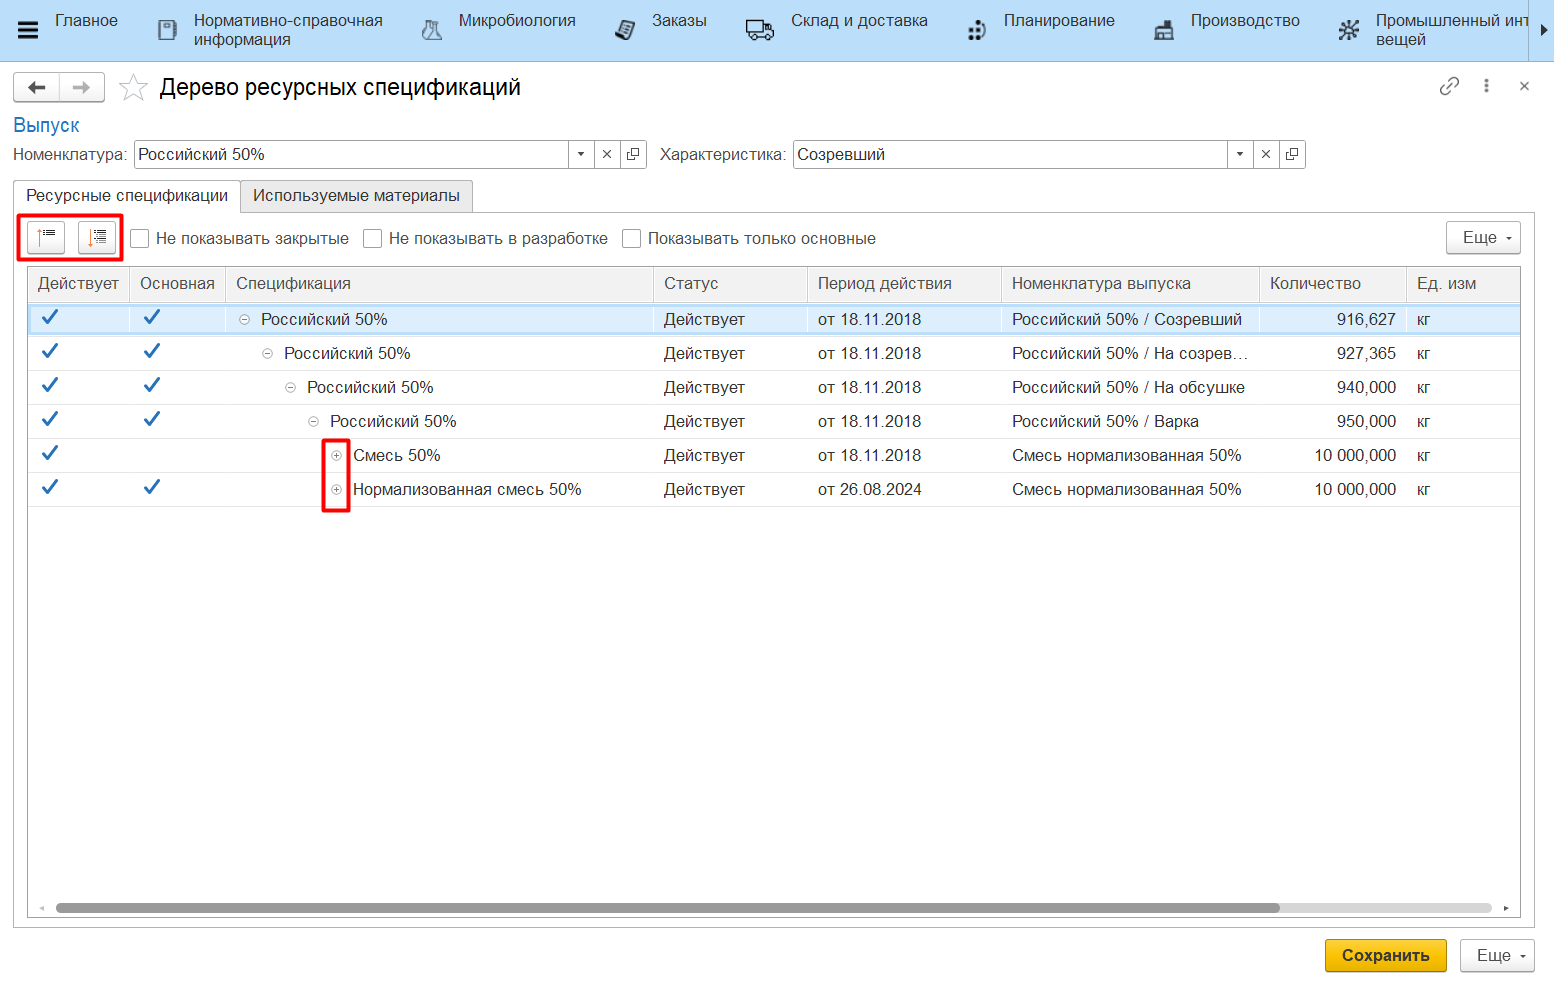 Главное
Нормативно-справочная
информация
Микробиология
Заказы
Склад и доставка
Планирование
Производство
Промышленный инт
вещей
Дерево ресурсных спецификаций
Выпуск
Номенклатура: Российский 50% Характеристика: Созревший
Ресурсные спецификации Используемые материалы
Не показывать закрытые Не показывать в разработке Показывать только основные Еще
Действует Основная Спецификация Статус Период действия Номенклатура выпуска Количество Ед. изм
Российский 50% Действует от 18.11.2018 Российский 50% / Созревший 916,627 кг
Российский 50% Действует от 18.11.2018 Российский 50% / На созрев... 927,365 кг
Российский 50% Действует от 18.11.2018 Российский 50% / На обсушке 940,000 кг
Российский 50% Действует от 18.11.2018 Российский 50% / Варка 950,000 кг
Смесь 50% Действует от 18.11.2018 Смесь нормализованная 50% 10 000,000 кг
Нормализованная смесь 50% Действует от 26.08.2024 Смесь нормализованная 50% 10 000,000 кг
Сохранить Еще